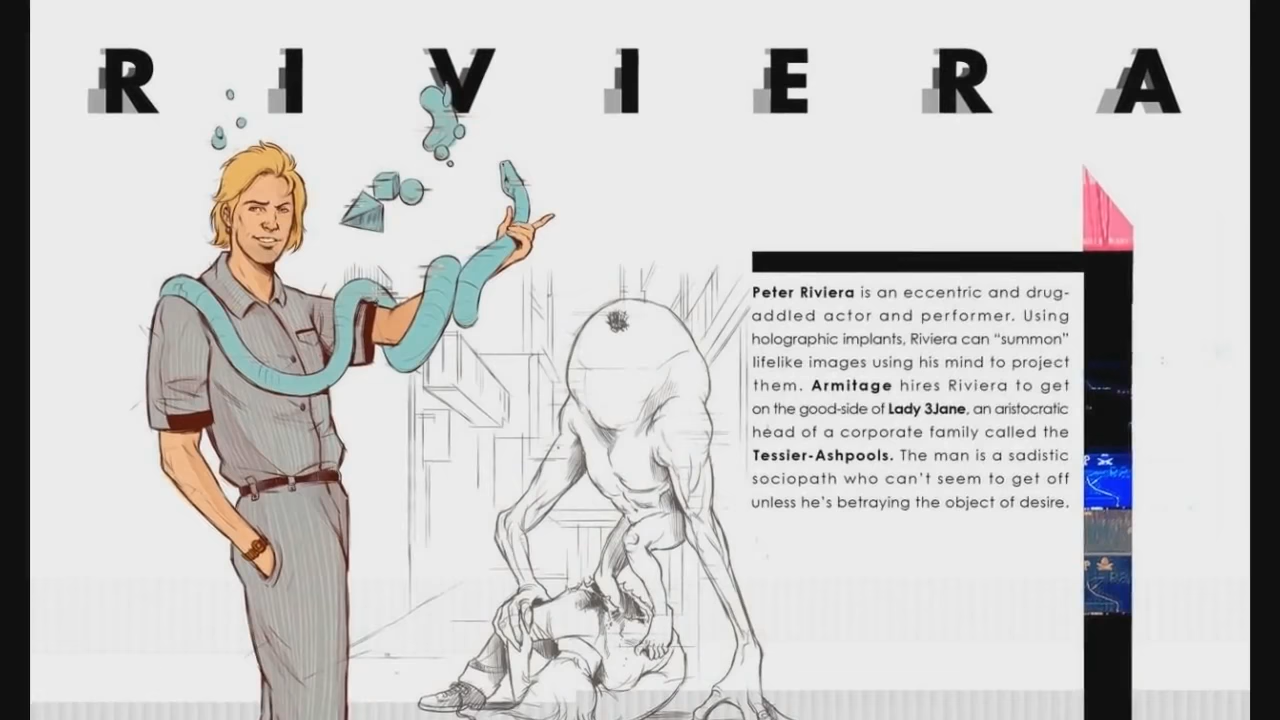 RIVIERA
Peter Riviera is an eccentric and drug-
addled actor and performer. Using
holographic implants, Riviera can “summon”
lifelike images using his mind to project
them. Armitage hires Riviera to get
on the good-side of Lady 3Jane, an aristocratic
head of a corporate family called the
Tessier-Ashpools. The man is a sadistic
sociopath who can’t seem to get off
unless he’s betraying the object of desire.